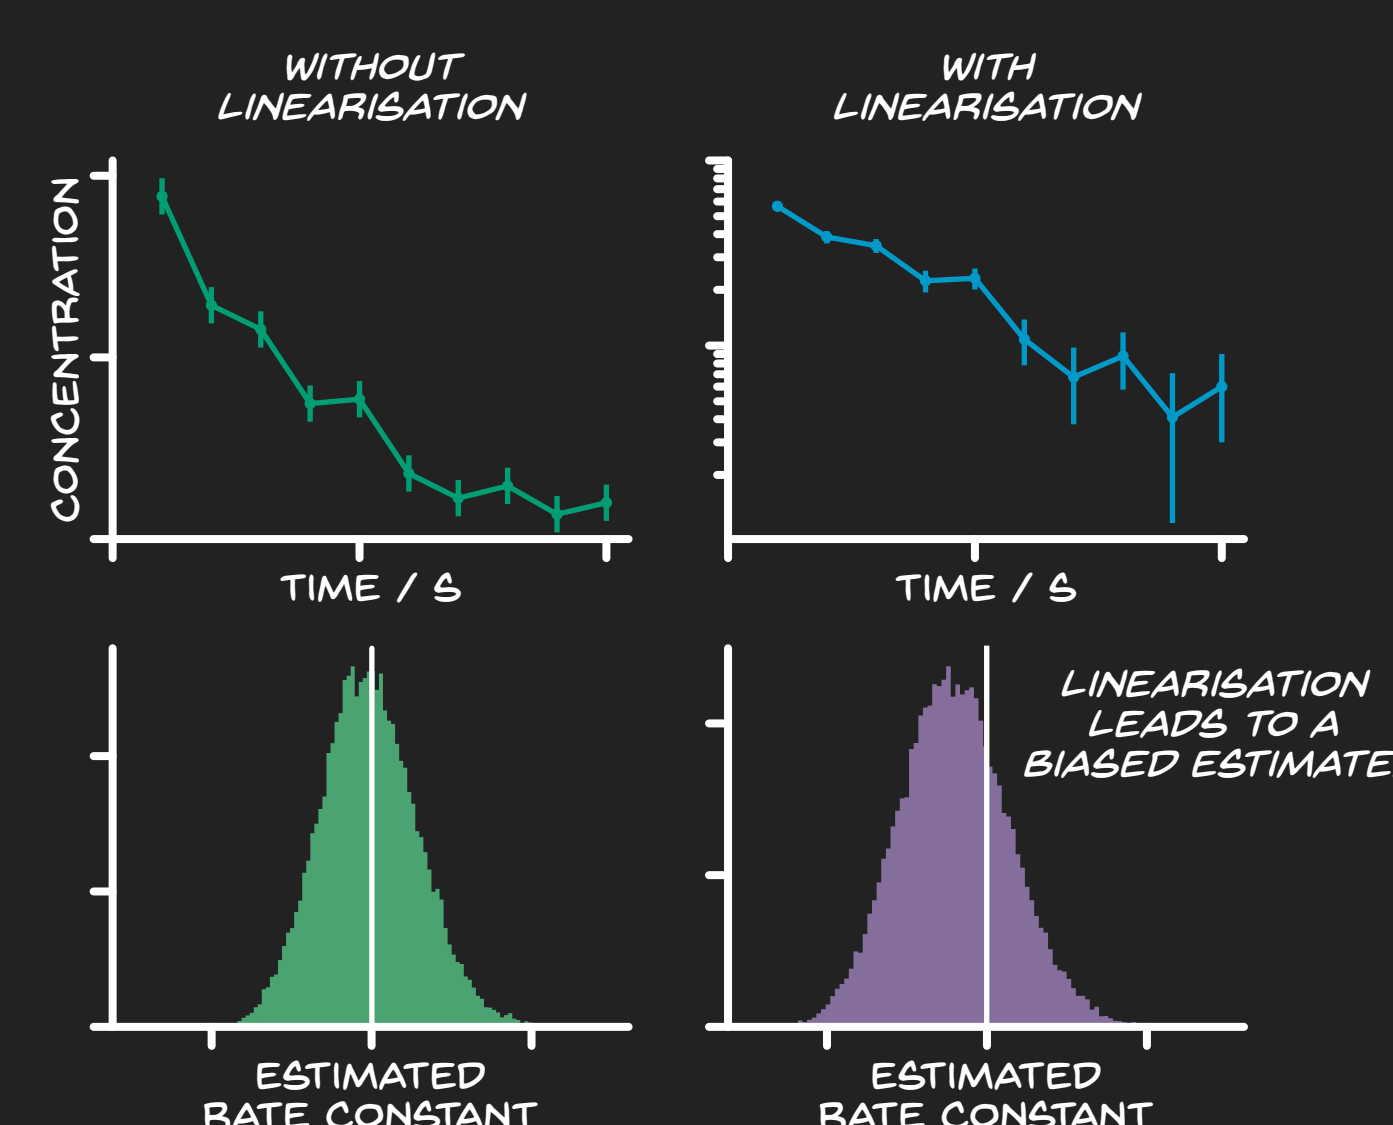 WITHOUT
LINEARISATION
WITH
LINEARISATION
CONCENTRATION
TIME / S
TIME / S
LINEARISATION
LEADS TO A
BIASED ESTIMATE
ESTIMATED
RATE CONSTANT
ESTIMATED
RATE CONSTANT